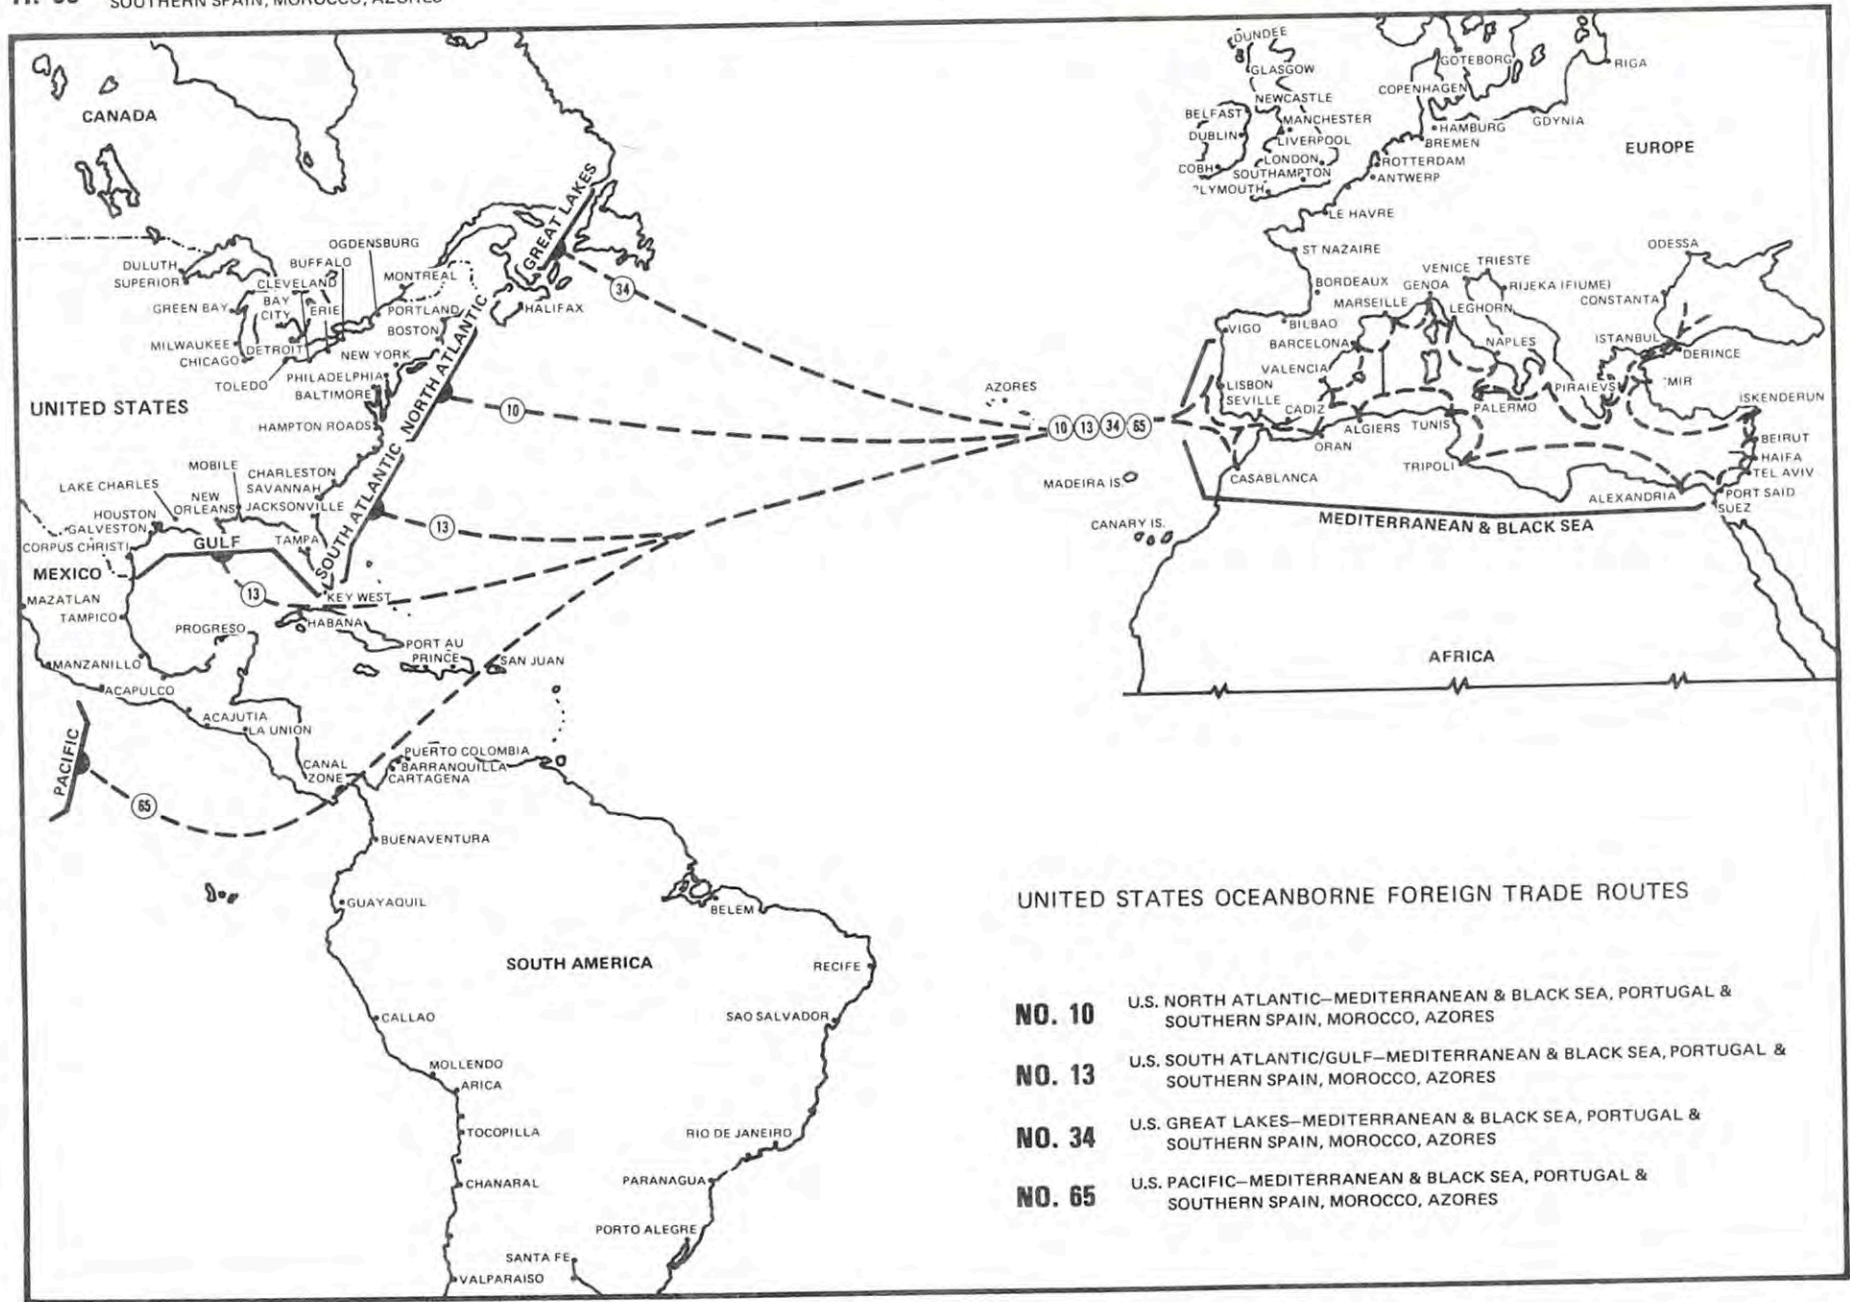 SOUTHERN SPAIN, MOROCCO, AZORES
CANADA
DULUTH
SUPERIOR
GREEN BAY
MILWAUKEE
CHICAGO
TOLEDO
DETROIT
BAY
CITY
ERIE
CLEVELAND
BUFFALO
OGDENSBURG
MONTREAL
PORTLAND
BOSTON
NEW YORK
PHILADELPHIA
BALTIMORE
HAMPTON ROADS
HALIFAX
GREAT LAKES
NORTH ATLANTIC
SOUTH ATLANTIC
UNITED STATES
LAKE CHARLES
MOBILE
CHARLESTON
SAVANNAH
JACKSONVILLE
NEW
ORLEANS
HOUSTON
GALVESTON
CORPUS CHRISTI
GULF
TAMPA
MEXICO
MAZATLAN
TAMPICO
PROGRESO
KEY WEST
HABANA
PORT AU
PRINCE
SAN JUAN
MANZANILLO
ACAPULCO
ACAJUTIA
LA UNION
PACIFIC
CANAL
ZONE
PUERTO COLOMBIA
BARRANQUILLA
CARTAGENA
BUENAVENTURA
GUAYAQUIL
SOUTH AMERICA
BELEM
RECIFE
SAO SALVADOR
CALLAO
MOLLENDO
ARICA
TOCOPILLA
RIO DE JANEIRO
CHANARAL
PARANAGUA
PORTO ALEGRE
SANTA FE
VALPARAISO
34
10
13
13
65
10 13 34 65
AZORES
MADEIRA IS
CANARY IS.
DUNDEE
GLASGOW
NEWCASTLE
BELFAST
MANCHESTER
DUBLIN
LIVERPOOL
COBH
LONDON
SOUTHAMPTON
PLYMOUTH
GOTEBORG
RIGA
COPENHAGEN
HAMBURG
GDYNIA
BREMEN
ROTTERDAM
ANTWERP
EUROPE
LE HAVRE
ST NAZAIRE
BORDEAUX
VENICE
TRIESTE
GENOA
RIJEKA (FIUME)
MARSEILLE
LEGHORN
ODESSA
CONSTANTA
ISTANBUL
DERINCE
VIGO
BILBAO
BARCELONA
NAPLES
VALENCIA
LISBON
SEVILLE
CADIZ
PALERMO
PIRAIEVS
ISKENDERUN
ALGIERS
TUNIS
ORAN
BEIRUT
HAIFA
TEL AVIV
CASABLANCA
TRIPOLI
ALEXANDRIA
PORT SAID
SUEZ
MEDITERRANEAN & BLACK SEA
AFRICA
UNITED STATES OCEANBORNE FOREIGN TRADE ROUTES
NO. 10 U.S. NORTH ATLANTIC—MEDITERRANEAN & BLACK SEA, PORTUGAL &
SOUTHERN SPAIN, MOROCCO, AZORES
NO. 13 U.S. SOUTH ATLANTIC/GULF—MEDITERRANEAN & BLACK SEA, PORTUGAL &
SOUTHERN SPAIN, MOROCCO, AZORES
NO. 34 U.S. GREAT LAKES—MEDITERRANEAN & BLACK SEA, PORTUGAL &
SOUTHERN SPAIN, MOROCCO, AZORES
NO. 65 U.S. PACIFIC—MEDITERRANEAN & BLACK SEA, PORTUGAL &
SOUTHERN SPAIN, MOROCCO, AZORES